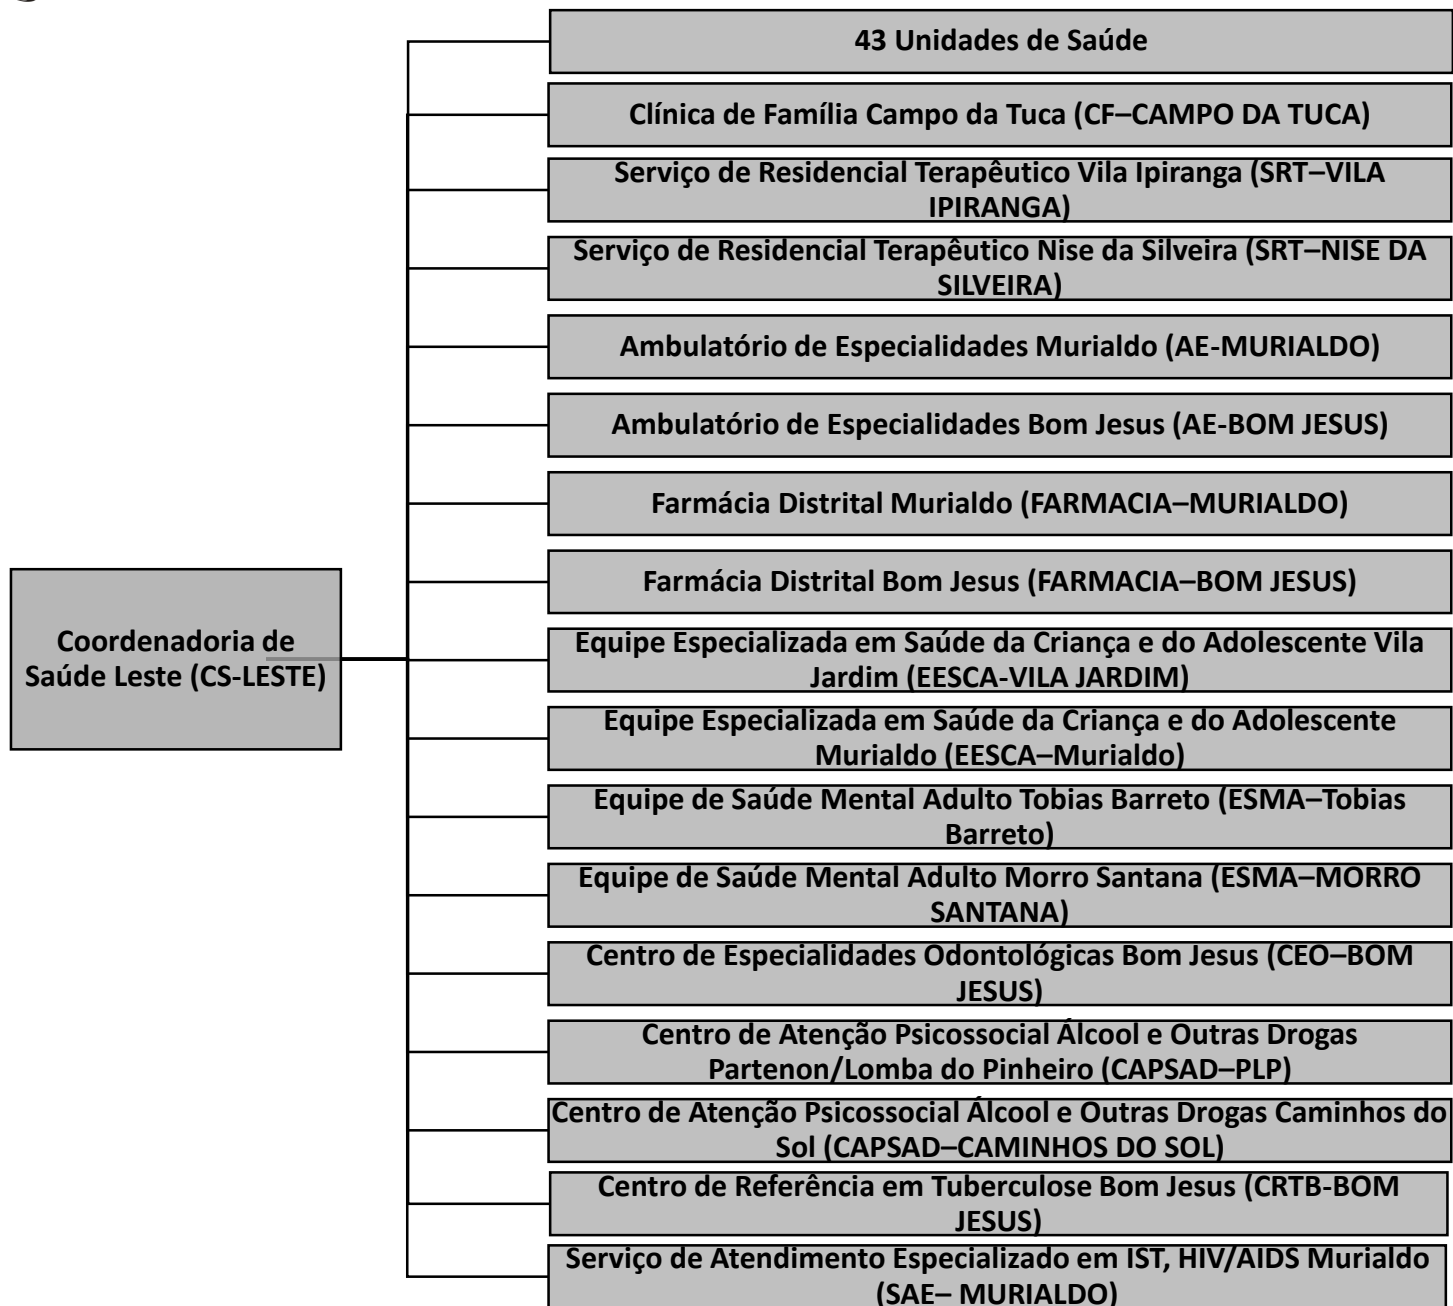 43 Unidades de Saúde
Clínica de Família Campo da Tuca (CF–CAMPO DA TUCA)
Serviço de Residencial Terapêutico Vila Ipiranga (SRT–VILA
IPIRANGA)
Serviço de Residencial Terapêutico Nise da Silveira (SRT–NISE DA
SILVEIRA)
Ambulatório de Especialidades Murialdo (AE-MURIALDO)
Ambulatório de Especialidades Bom Jesus (AE-BOM JESUS)
Farmácia Distrital Murialdo (FARMACIA–MURIALDO)
Farmácia Distrital Bom Jesus (FARMACIA–BOM JESUS)
Coordenadoria de
Saúde Leste (CS-LESTE)
Equipe Especializada em Saúde da Criança e do Adolescente Vila
Jardim (EESCA-VILA JARDIM)
Equipe Especializada em Saúde da Criança e do Adolescente
Murialdo (EESCA–Murialdo)
Equipe de Saúde Mental Adulto Tobias Barreto (ESMA–Tobias
Barreto)
Equipe de Saúde Mental Adulto Morro Santana (ESMA–MORRO
SANTANA)
Centro de Especialidades Odontológicas Bom Jesus (CEO–BOM
JESUS)
Centro de Atenção Psicossocial Álcool e Outras Drogas
Partenon/Lomba do Pinheiro (CAPSAD–PLP)
Centro de Atenção Psicossocial Álcool e Outras Drogas Caminhos do
Sol (CAPSAD–CAMINHOS DO SOL)
Centro de Referência em Tuberculose Bom Jesus (CRTB-BOM
JESUS)
Serviço de Atendimento Especializado em IST, HIV/AIDS Murialdo
(SAE– MURIALDO)